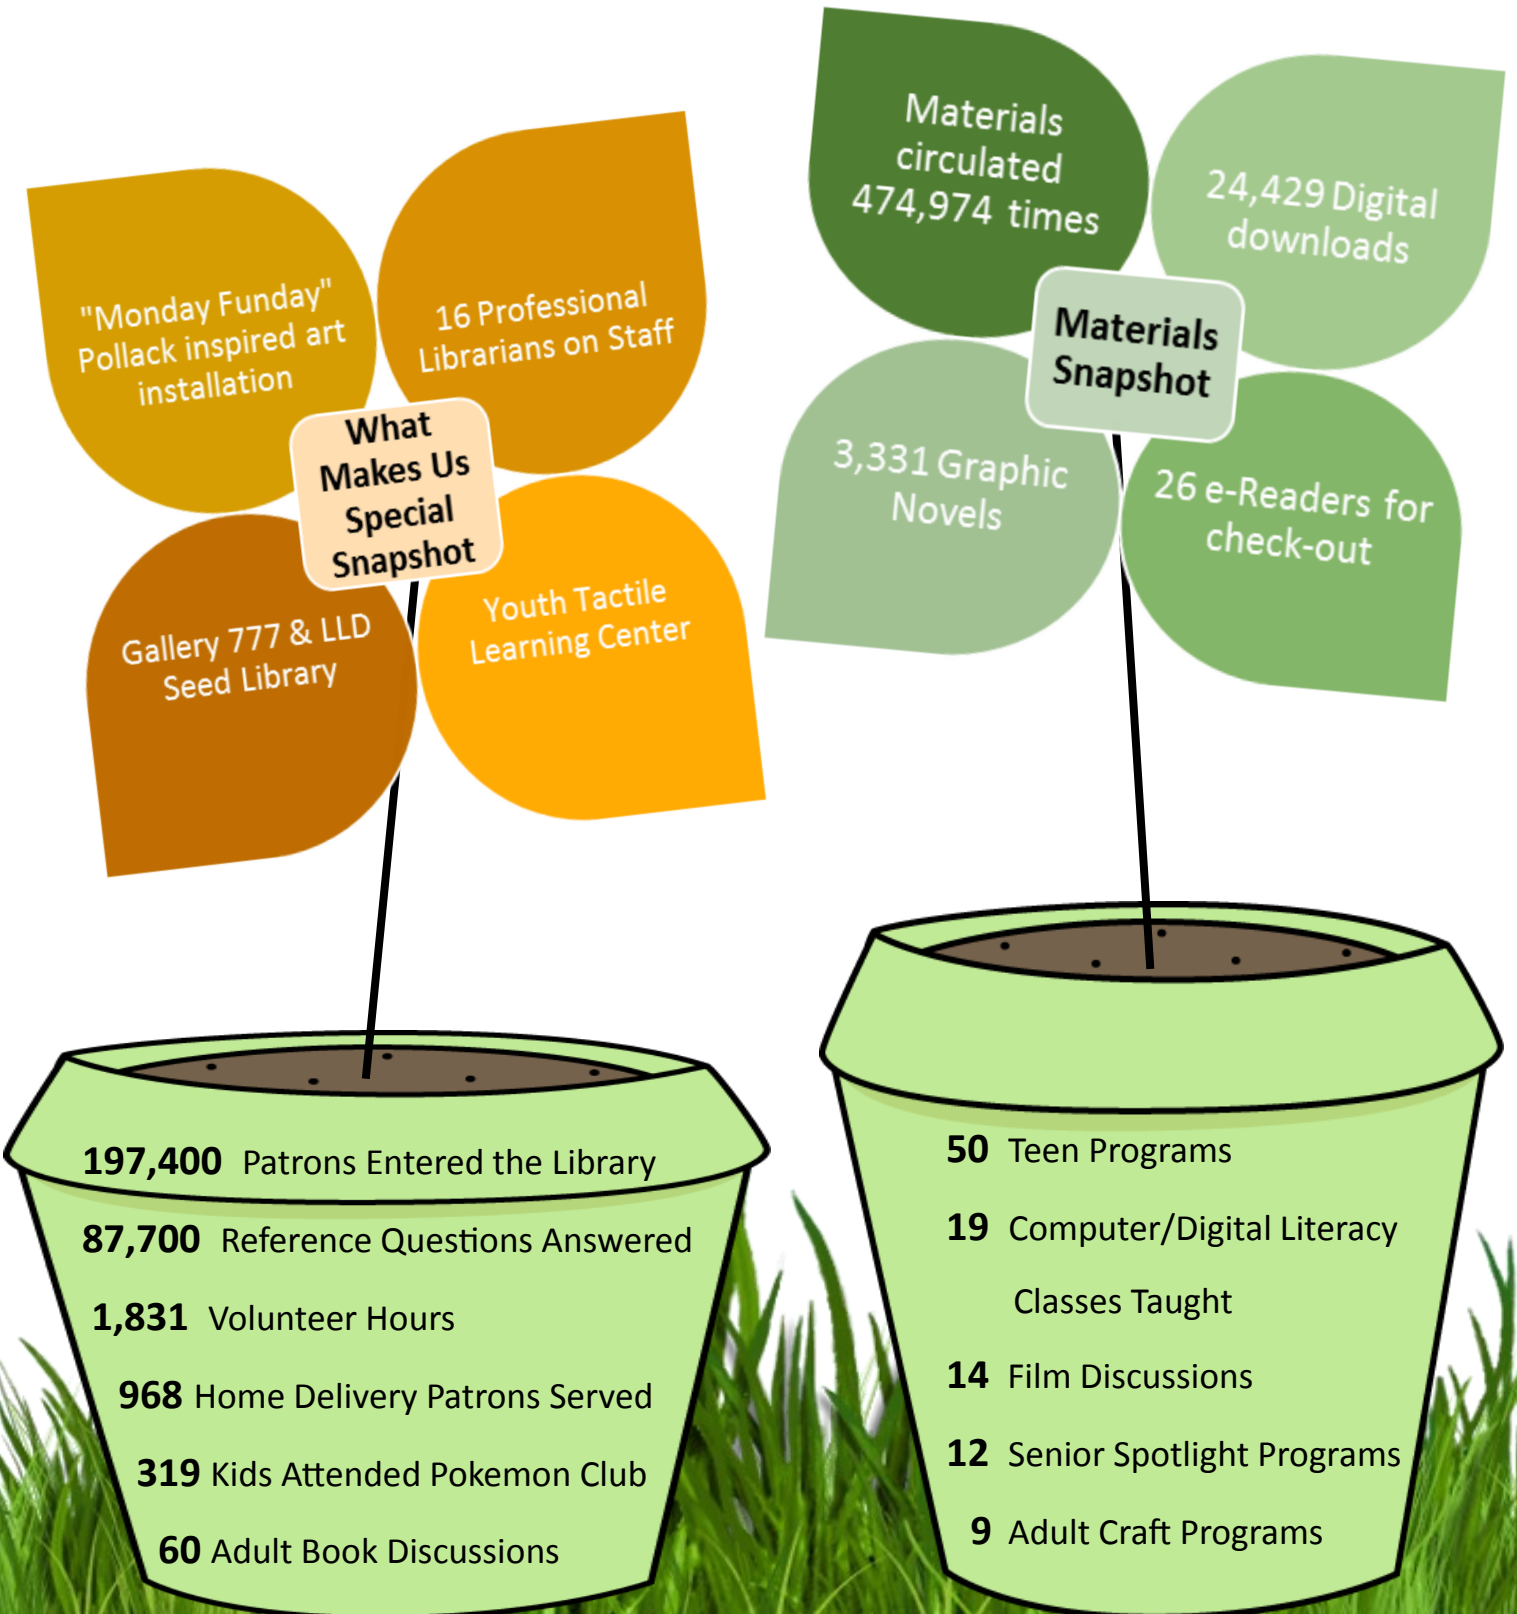 "Monday Funday"
Pollack inspired art
installation
16 Professional
Librarians on Staff
What
Makes Us
Special
Snapshot
Gallery 777 & LLD
Seed Library
Youth Tactile
Learning Center
Materials
circulated
474,974 times
24,429 Digital
downloads
Materials
Snapshot
3,331 Graphic
Novels
26 e-Readers for
check-out
197,400 Patrons Entered the Library
87,700 Reference Questions Answered
1,831 Volunteer Hours
968 Home Delivery Patrons Served
319 Kids Attended Pokemon Club
60 Adult Book Discussions
50 Teen Programs
19 Computer/Digital Literacy
Classes Taught
14 Film Discussions
12 Senior Spotlight Programs
9 Adult Craft Programs